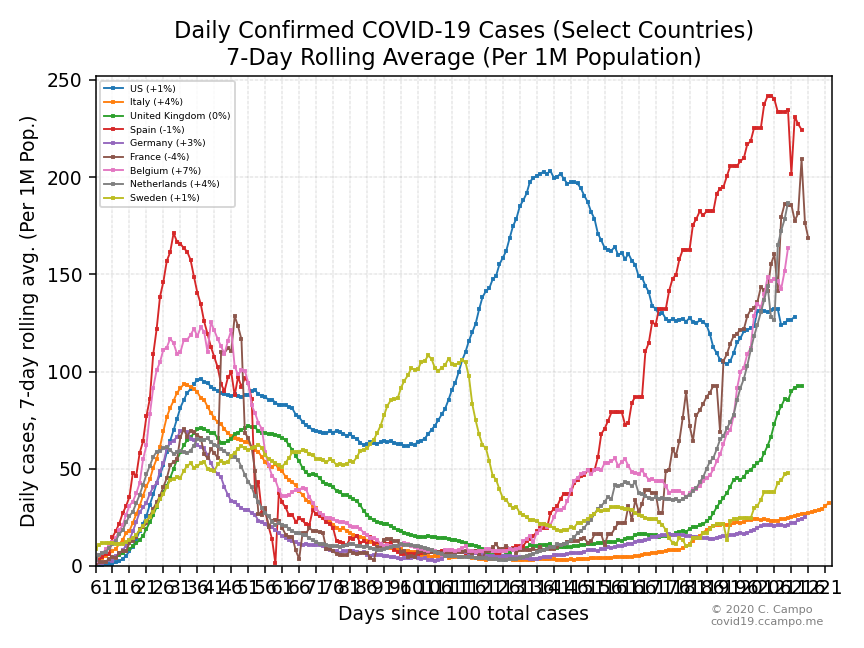 Daily Confirmed COVID-19 Cases (Select Countries)
7-Day Rolling Average (Per 1M Population)
Daily cases, 7-day rolling avg. (Per 1M Pop.)
250
200
150
100
50
0
US (+1%)
Italy (+4%)
United Kingdom (0%)
Spain (-1%)
Germany (+3%)
France (-4%)
Belgium (+7%)
Netherlands (+4%)
Sweden (+1%)
Days since 100 total cases
© 2020 C. Campo
covid19.ccampo.me